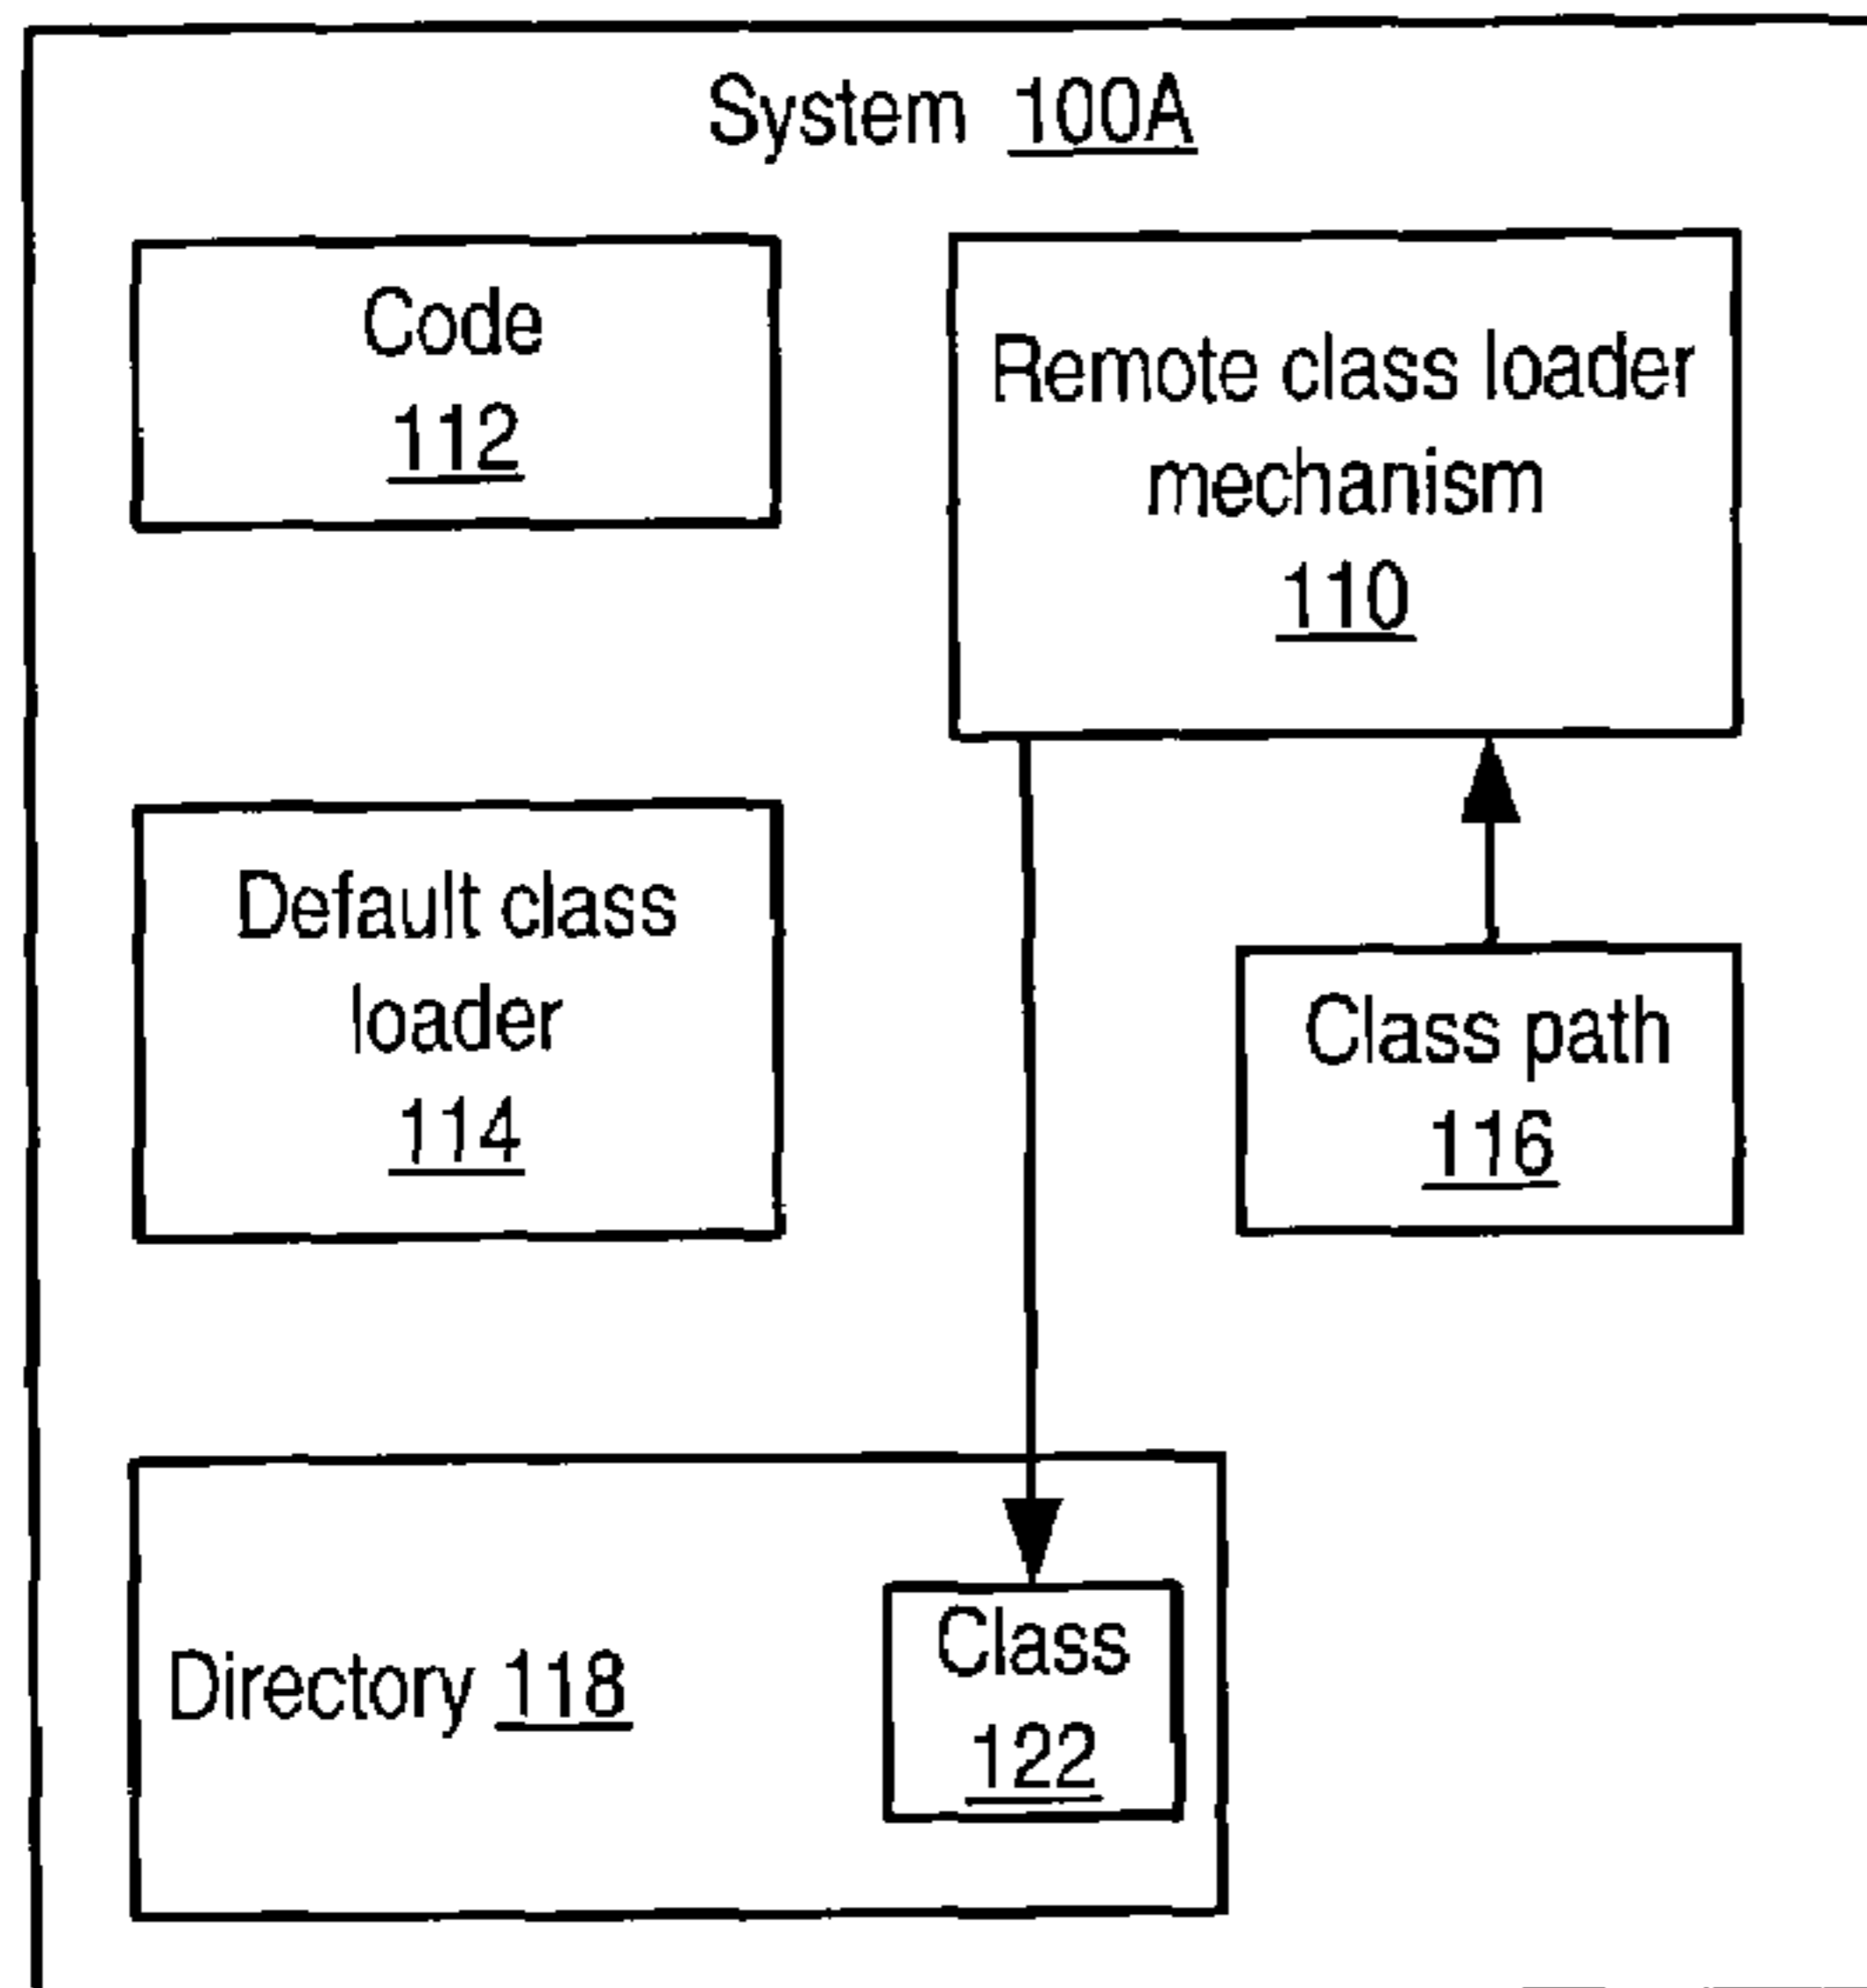 System 100A
Code
112
Remote class loader
mechanism
110
Default class
loader
114
Class path
116
Directory 118
Class
122